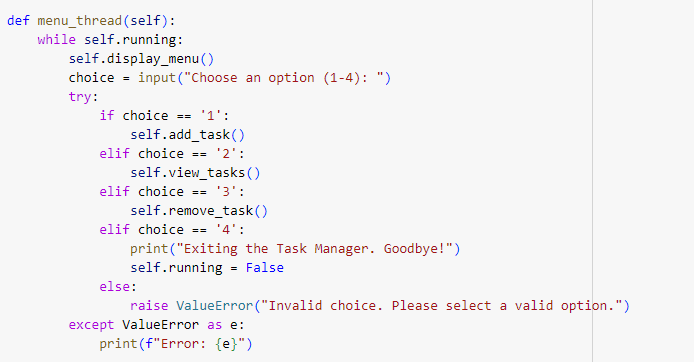 def menu_thread(self):
    while self.running:
        self.display_menu()
        choice = input("Choose an option (1-4): ")
        try:
            if choice == '1':
                self.add_task()
            elif choice == '2':
                self.view_tasks()
            elif choice == '3':
                self.remove_task()
            elif choice == '4':
                print("Exiting the Task Manager. Goodbye!")
                self.running = False
            else:
                raise ValueError("Invalid choice. Please select a valid option.")
        except ValueError as e:
            print(f"Error: {e}")